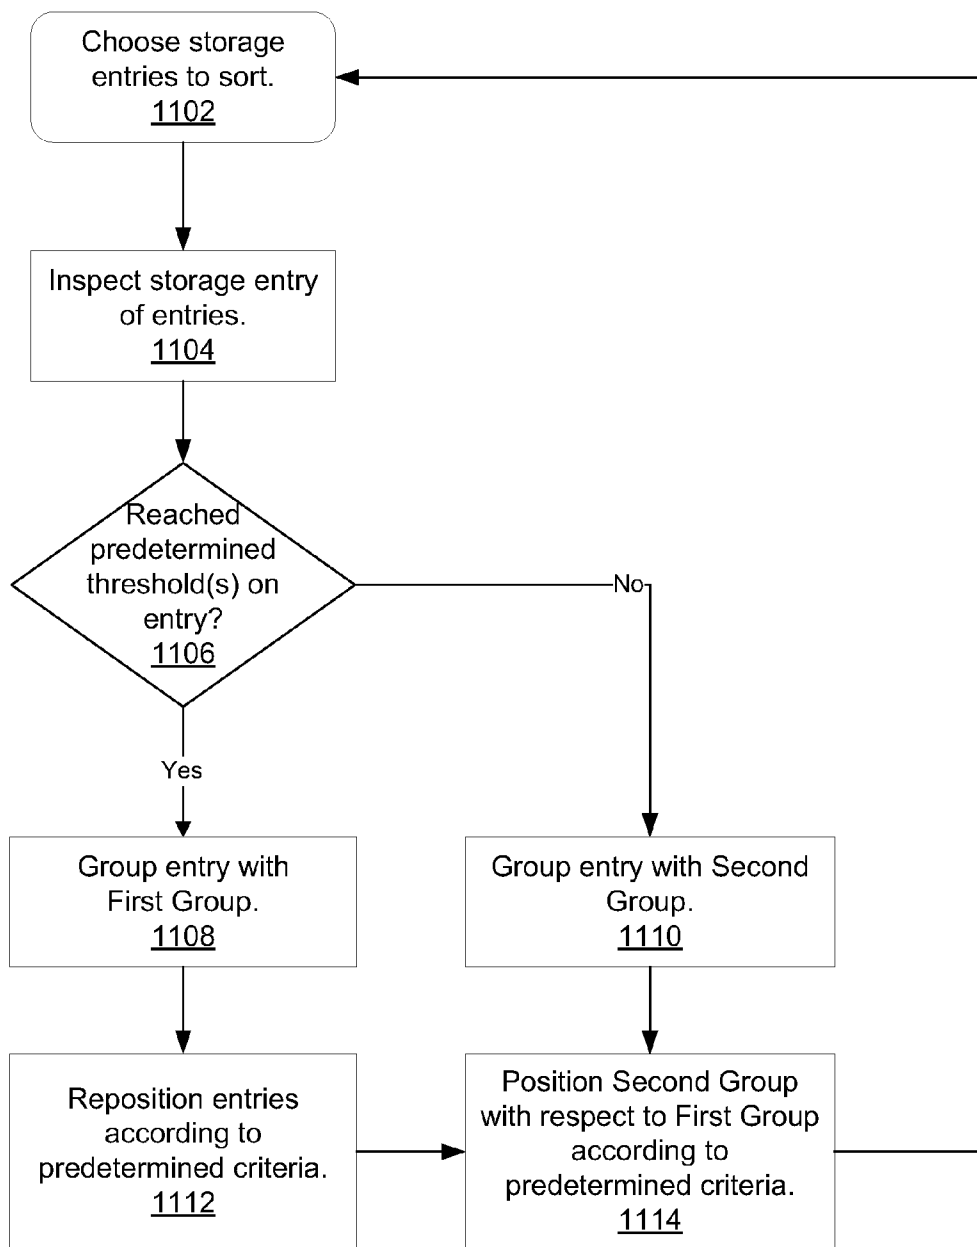 Choose storage
entries to sort.
1102
Inspect storage entry
of entries.
1104
Reached
predetermined
threshold(s) on
entry?
1106
No
Yes
Group entry with
First Group.
1108
Group entry with Second
Group.
1110
Reposition entries
according to
predetermined criteria.
1112
Position Second Group
with respect to First Group
according to
predetermined criteria.
1114